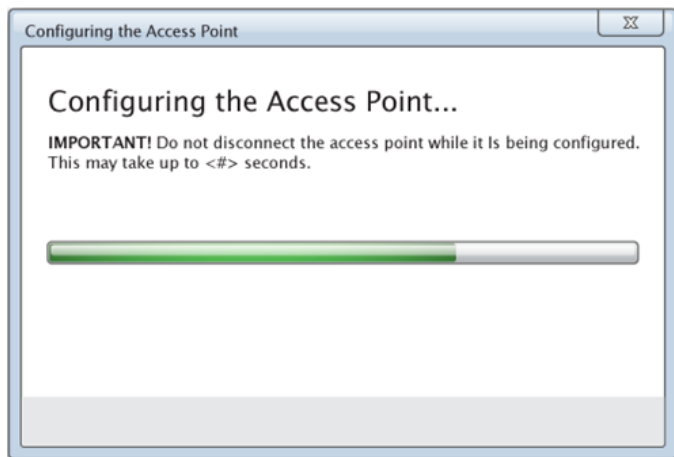 Configuring the Access Point
X
Configuring the Access Point...
IMPORTANT! Do not disconnect the access point while it Is being configured.
This may take up to <#> seconds.